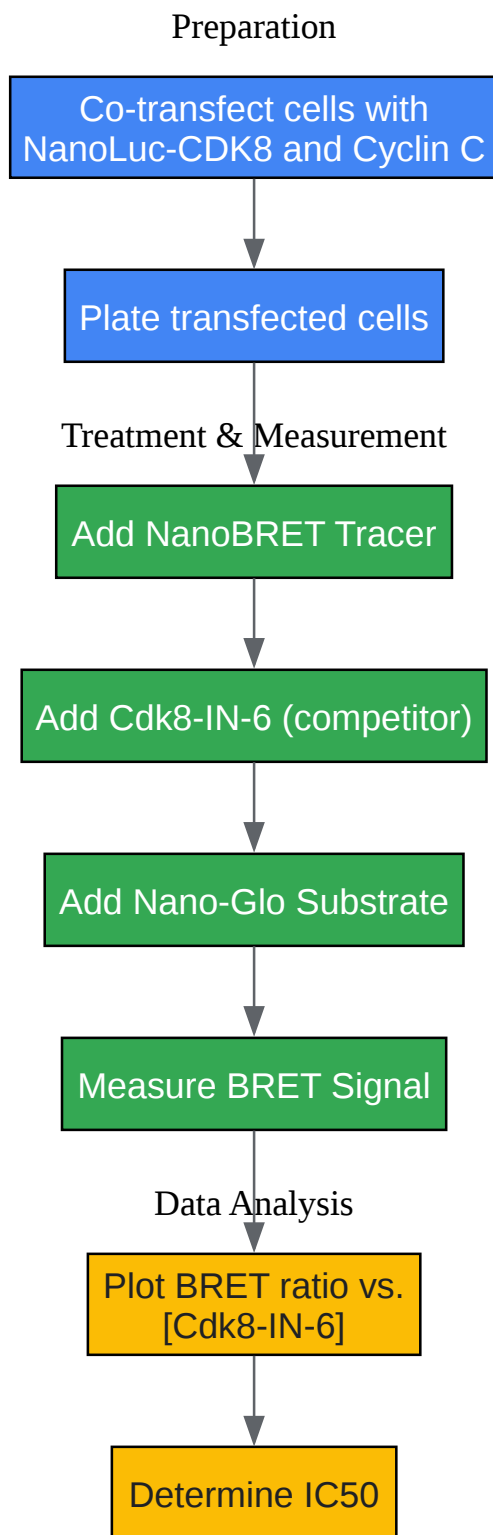 Preparation
Co-transfect cells with
NanoLuc-CDK8 and Cyclin C
Plate transfected cells
Treatment & Measurement
Add NanoBRET Tracer
Add Cdk8-IN-6 (competitor)
Add Nano-Glo Substrate
Measure BRET Signal
Data Analysis
Plot BRET ratio vs.
[Cdk8-IN-6]
Determine IC50